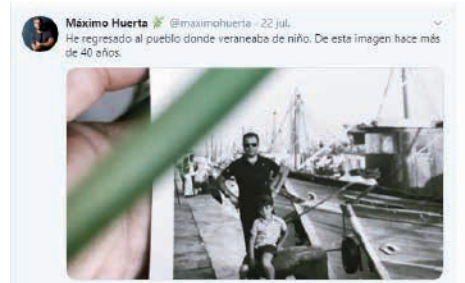 Máximo Huerta @maximohuerta · 22 jul.
He regresado al pueblo donde veraneaba de niño. De esta imagen hace más
de 40 años.